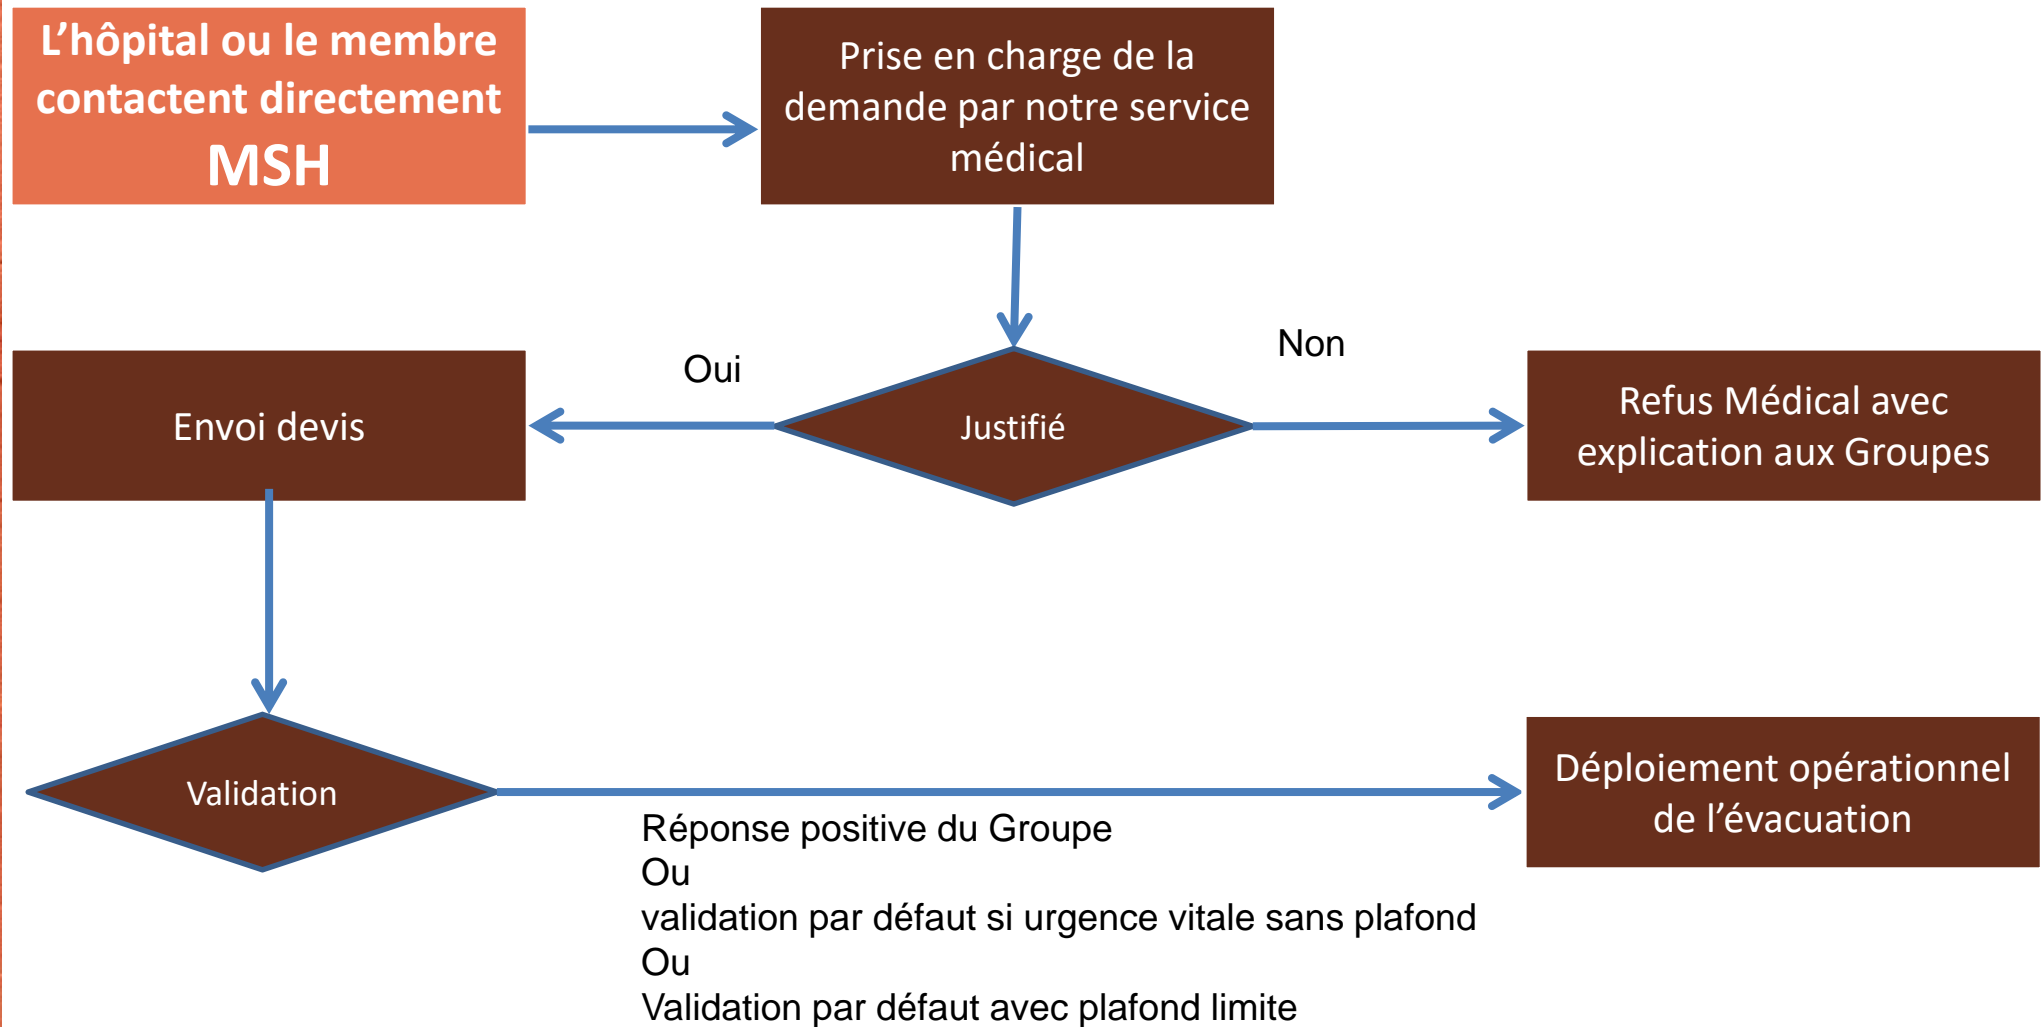 L’hôpital ou le membre
contactent directement
MSH
Prise en charge de la
demande par notre service
médical
Oui
Non
Envoi devis
Justifié
Refus Médical avec
explication aux Groupes
Validation
Réponse positive du Groupe
Ou
validation par défaut si urgence vitale sans plafond
Ou
Validation par défaut avec plafond limite
Déploiement opérationnel
de l’évacuation